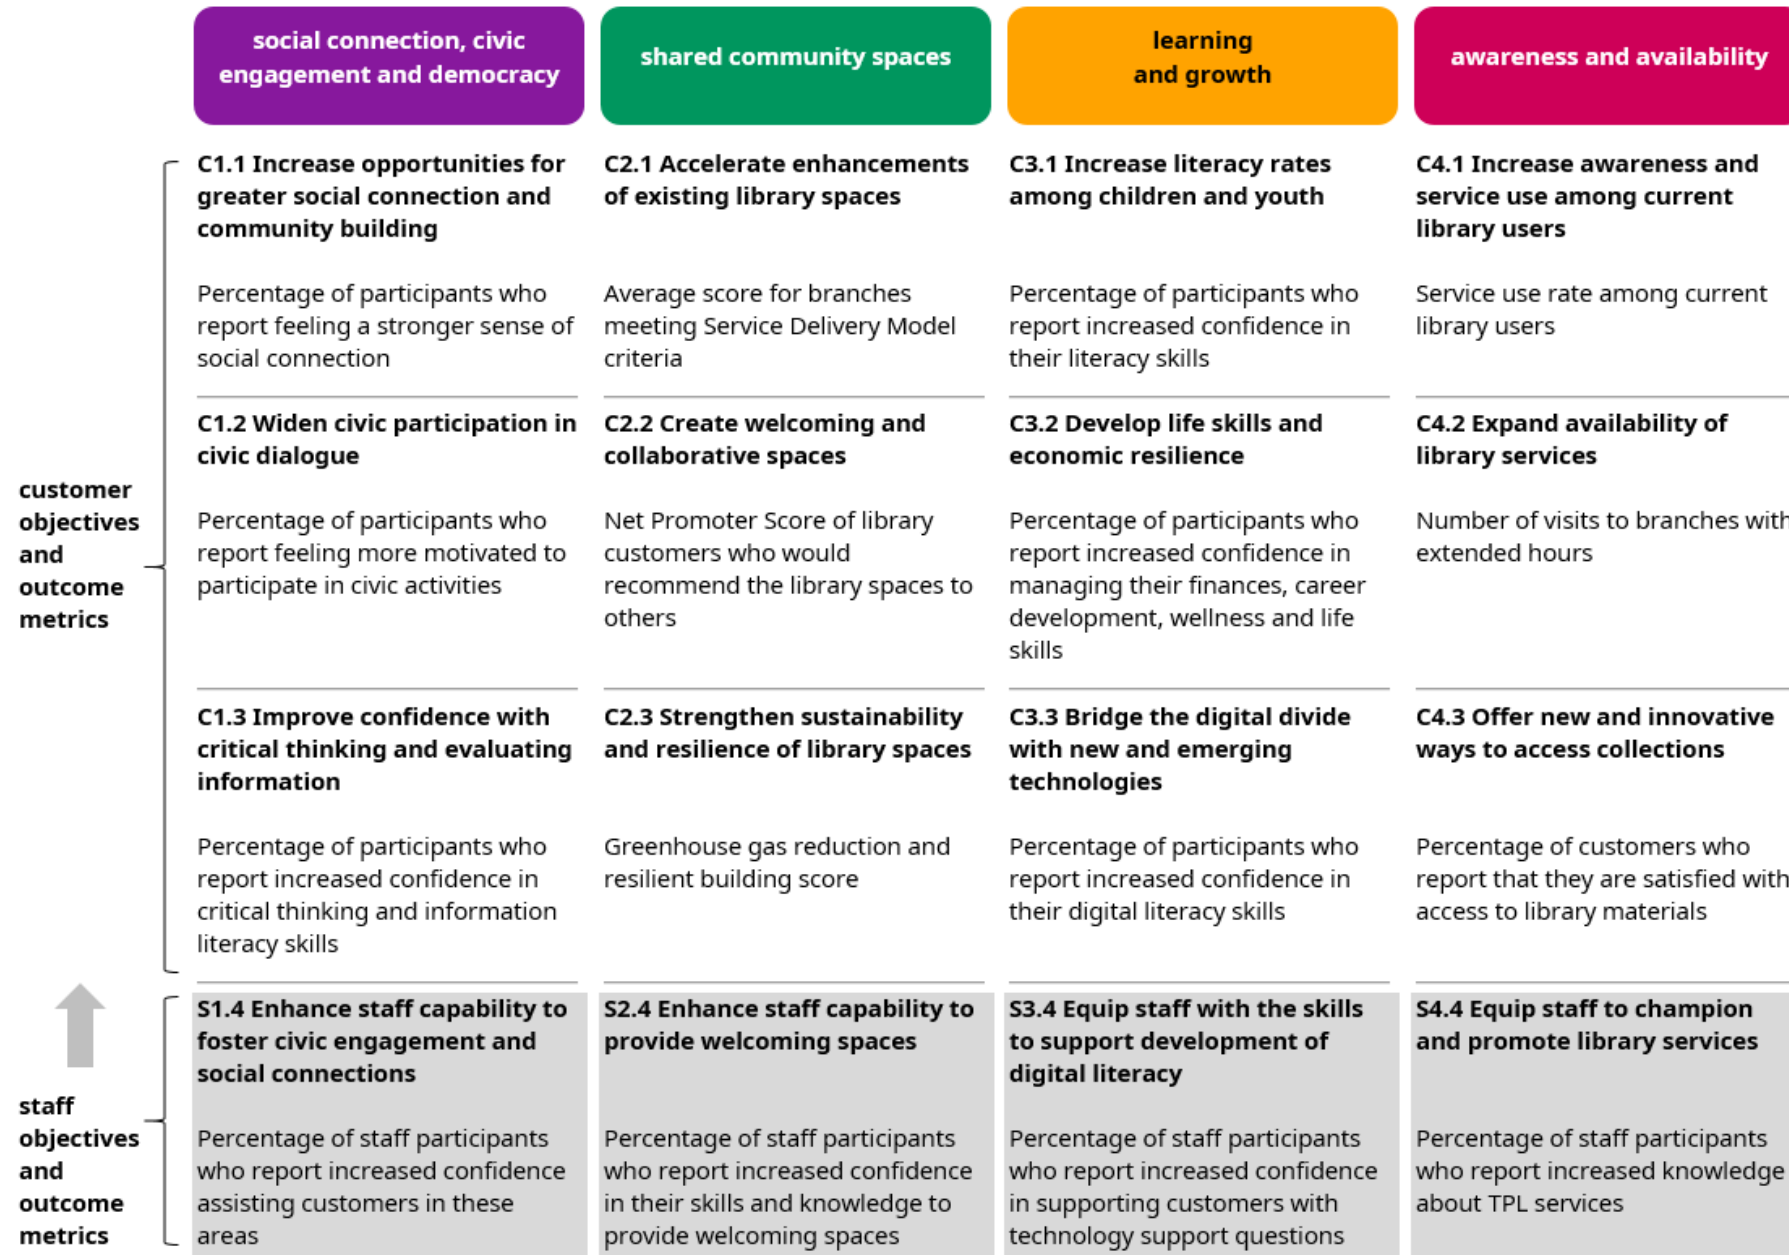 social connection, civic
engagement and democracy
shared community spaces
learning
and growth
awareness and availability
customer
objectives
and
outcome
metrics
C1.1 Increase opportunities for
greater social connection and
community building
Percentage of participants who
report feeling a stronger sense of
social connection
C2.1 Accelerate enhancements
of existing library spaces
Average score for branches
meeting Service Delivery Model
criteria
C3.1 Increase literacy rates
among children and youth
Percentage of participants who
report increased confidence in
their literacy skills
C4.1 Increase awareness and
service use among current
library users
Service use rate among current
library users
C1.2 Widen civic participation in
civic dialogue
Percentage of participants who
report feeling more motivated to
participate in civic activities
C2.2 Create welcoming and
collaborative spaces
Net Promoter Score of library
customers who would
recommend the library spaces to
others
C3.2 Develop life skills and
economic resilience
Percentage of participants who
report increased confidence in
managing their finances, career
development, wellness and life
skills
C4.2 Expand availability of
library services
Number of visits to branches with
extended hours
C1.3 Improve confidence with
critical thinking and evaluating
information
Percentage of participants who
report increased confidence in
critical thinking and information
literacy skills
C2.3 Strengthen sustainability
and resilience of library spaces
Greenhouse gas reduction and
resilient building score
C3.3 Bridge the digital divide
with new and emerging
technologies
Percentage of participants who
report increased confidence in
their digital literacy skills
C4.3 Offer new and innovative
ways to access collections
Percentage of customers who
report that they are satisfied with
access to library materials
staff
objectives
and
outcome
metrics
S1.4 Enhance staff capability to
foster civic engagement and
social connections
Percentage of staff participants
who report increased confidence
assisting customers in these
areas
S2.4 Enhance staff capability to
provide welcoming spaces
Percentage of staff participants
who report increased confidence
in their skills and knowledge to
provide welcoming spaces
S3.4 Equip staff with the skills
to support development of
digital literacy
Percentage of staff participants
who report increased confidence
in supporting customers with
technology support questions
S4.4 Equip staff to champion
and promote library services
Percentage of staff participants
who report increased knowledge
about TPL services